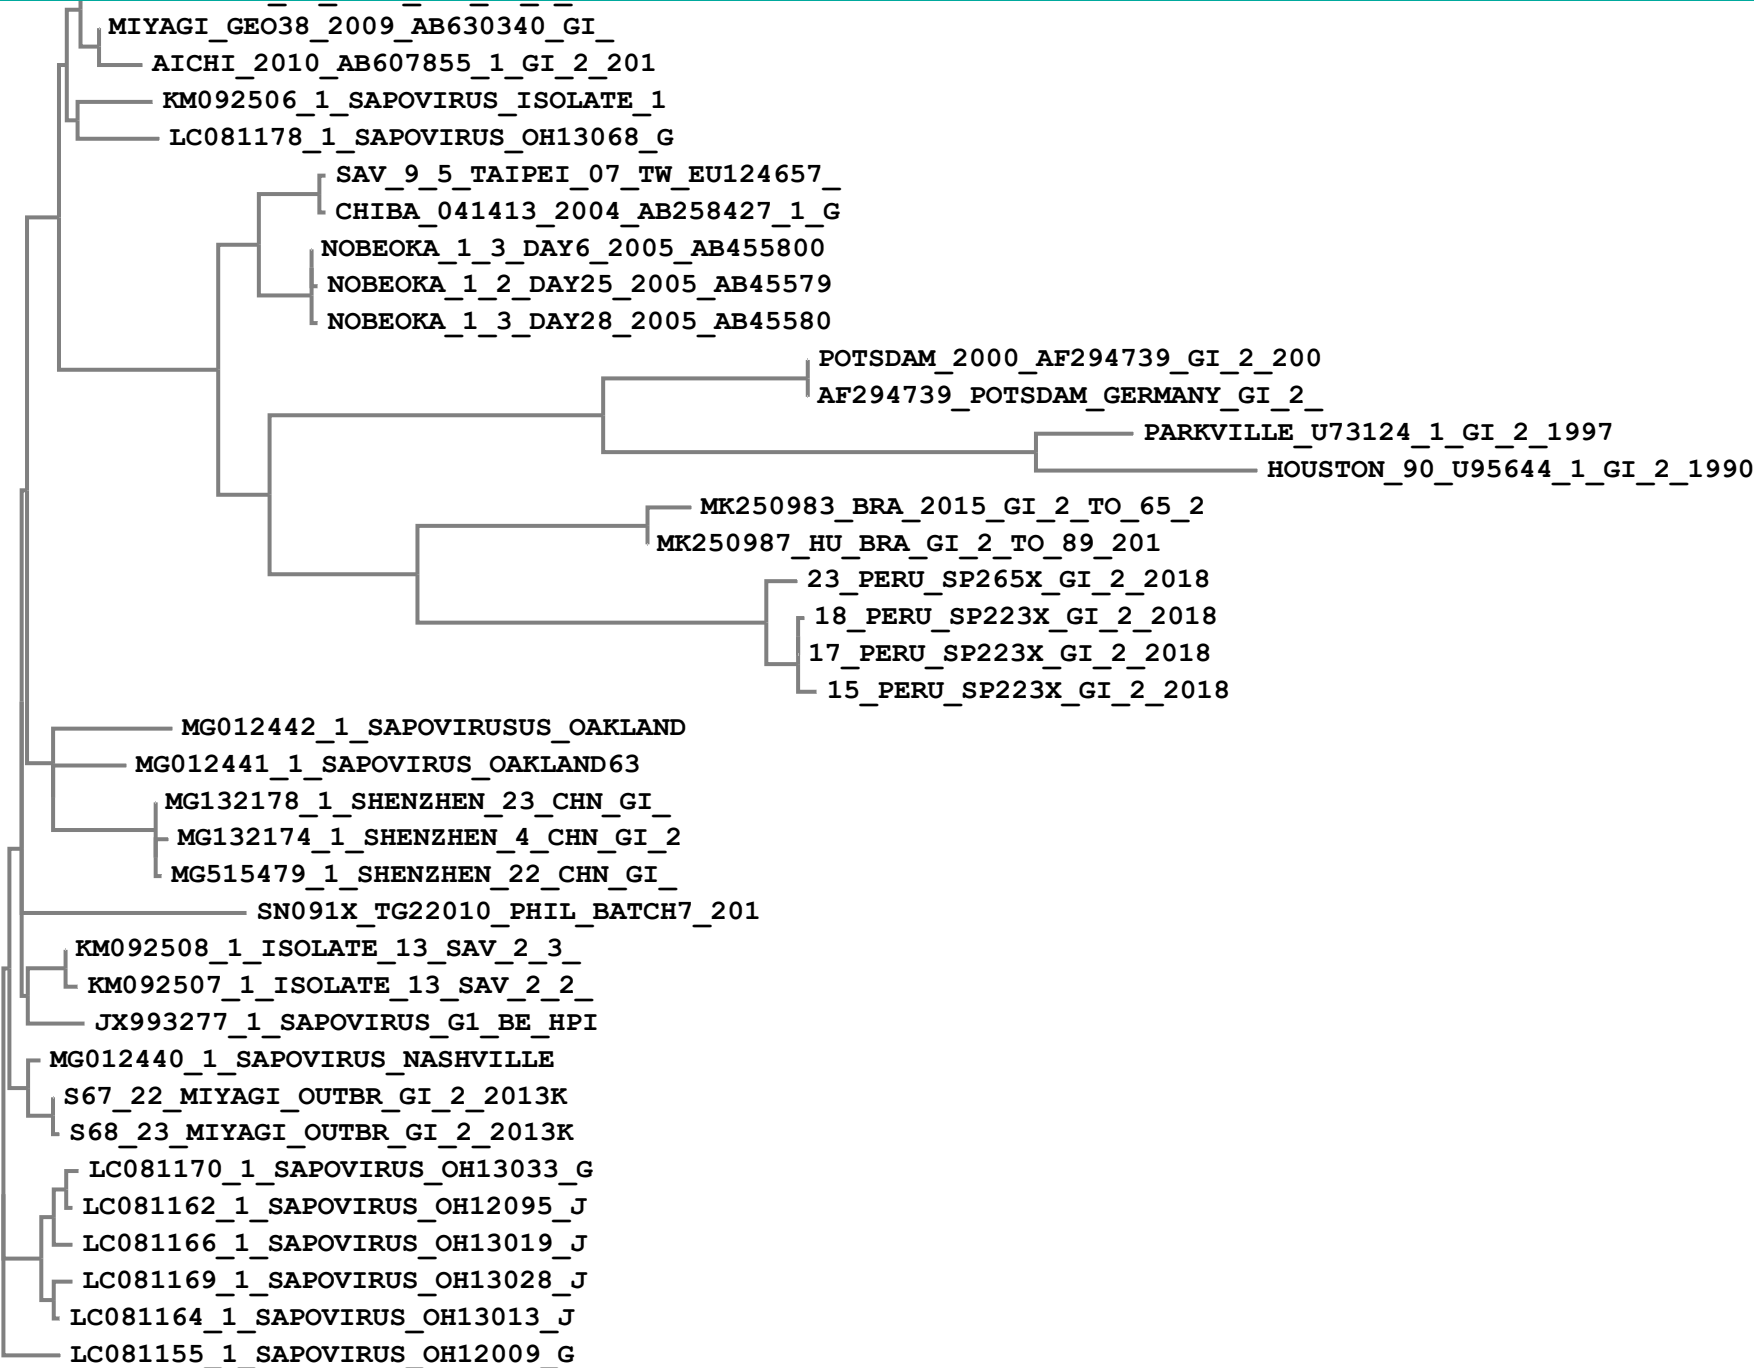 MIYAGI_GEO38_2009_AB630340_GI_
AICHI_2010_AB607855_1_GI_2_201
KM092506_1_SAPOVIRUS_ISOLATE_1
LC081178_1_SAPOVIRUS_OH13068_G
SAV_9_5_TAIPEI_07_TW_EU124657_
CHIBA_041413_2004_AB258427_1_G
NOBEOKA_1_3_DAY6_2005_AB455800
NOBEOKA_1_2_DAY25_2005_AB45579
NOBEOKA_1_3_DAY28_2005_AB45580
POTSDAM_2000_AF294739_GI_2_200
AF294739_POTSDAM_GERMANY_GI_2_
PARKVILLE_U73124_1_GI_2_1997
HOUSTON_90_U95644_1_GI_2_1990
MK250983_BRA_2015_GI_2_TO_65_2
MK250987_HU_BRA_GI_2_TO_89_201
23_PERU_SP265X_GI_2_2018
18_PERU_SP223X_GI_2_2018
17_PERU_SP223X_GI_2_2018
15_PERU_SP223X_GI_2_2018
MG012442_1_SAPOVIRUSUS_OAKLAND
MG012441_1_SAPOVIRUS_OAKLAND63
MG132178_1_SHENZHEN_23_CHN_GI_
MG132174_1_SHENZHEN_4_CHN_GI_2
MG515479_1_SHENZHEN_22_CHN_GI_
SN091X_TG22010_PHIL_BATCH7_201
KM092508_1_ISOLATE_13_SAV_2_3_
KM092507_1_ISOLATE_13_SAV_2_2_
JX993277_1_SAPOVIRUS_G1_BE_HPI
MG012440_1_SAPOVIRUS_NASHVILLE
S67_22_MIYAGI_OUTBR_GI_2_2013K
S68_23_MIYAGI_OUTBR_GI_2_2013K
LC081170_1_SAPOVIRUS_OH13033_G
LC081162_1_SAPOVIRUS_OH12095_J
LC081166_1_SAPOVIRUS_OH13019_J
LC081169_1_SAPOVIRUS_OH13028_J
LC081164_1_SAPOVIRUS_OH13013_J
LC081155_1_SAPOVIRUS_OH12009_G